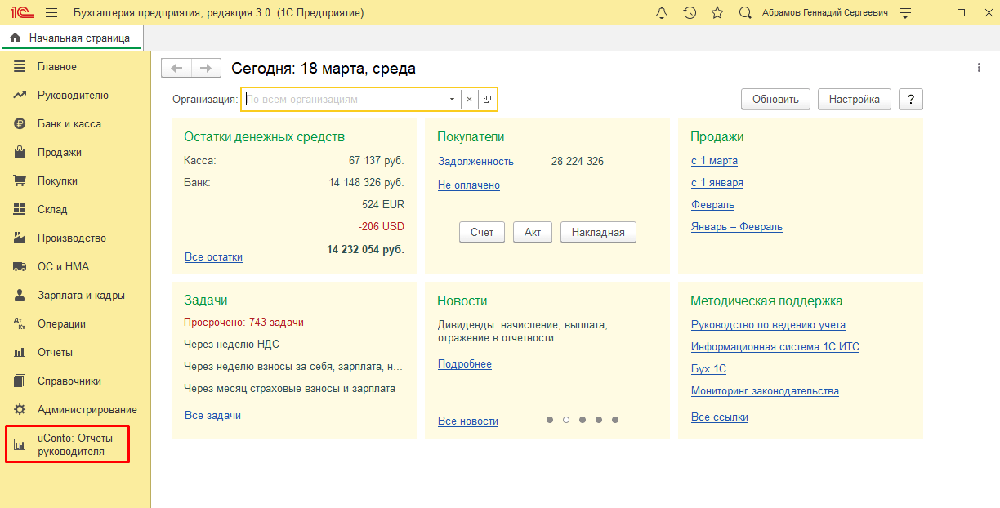 1С Бухгалтерия предприятия, редакция 3.0 (1С:Предприятие) Абрамов Геннадий Сергеевич
Начальная страница
Главное
Руководителю
Банк и касса
Продажи
Покупки
Склад
Производство
ОС и НМА
Зарплата и кадры
Дт Кт Операции
Отчеты
Справочники
Администрирование
uConto: Отчеты
руководителя
Сегодня: 18 марта, среда
Организация: По всем организациям
Обновить Настройка ?
Остатки денежных средств
Касса: 67 137 руб.
Банк: 14 148 326 руб.
524 EUR
-206 USD
14 232 054 руб.
Все остатки
Покупатели
Задолженность 28 224 326
Не оплачено
Счет Акт Накладная
Продажи
с 1 марта
с 1 января
Февраль
Январь – Февраль
Задачи
Просрочено: 743 задачи
Через неделю НДС
Через неделю взносы за себя, зарплата, н...
Через месяц страховые взносы и зарплата
Все задачи
Новости
Дивиденды: начисление, выплата,
отражение в отчетности
Подробнее
Все новости
Методическая поддержка
Руководство по ведению учета
Информационная система 1С:ИТС
Бух.1С
Мониторинг законодательства
Все ссылки